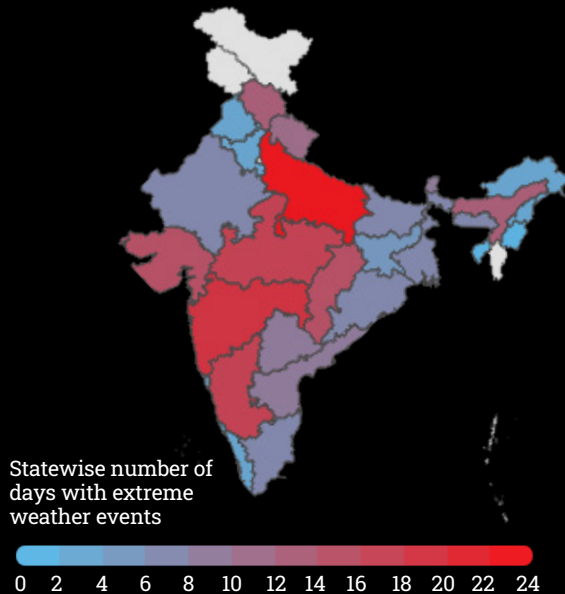 Statewise number of
days with extreme
weather events
0 2 4 6 8 10 12 14 16 18 20 22 24